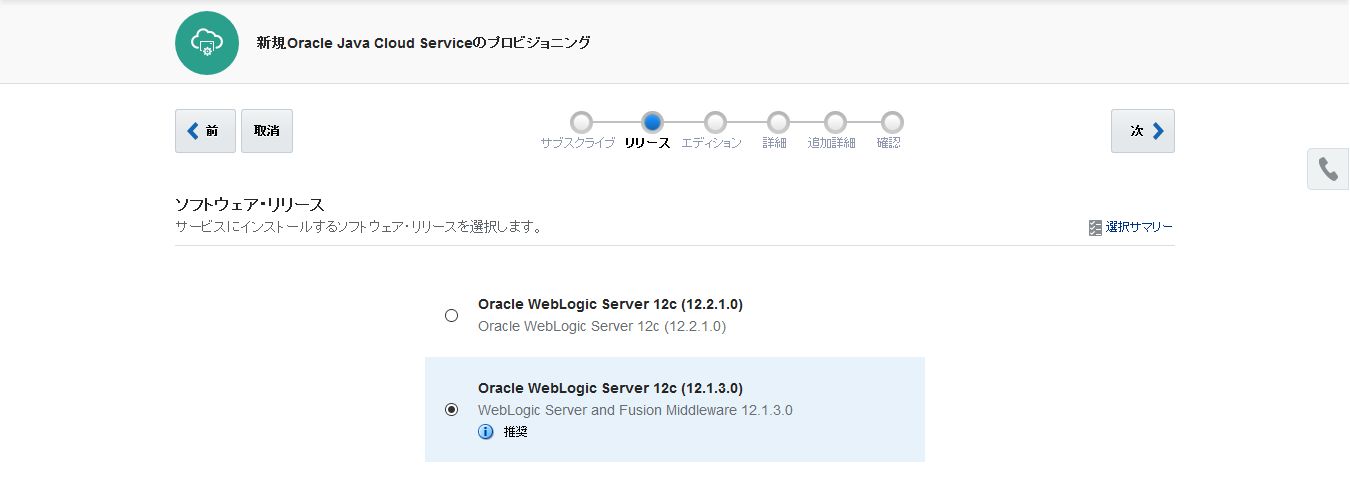 新規Oracle Java Cloud Serviceのプロビジョニング
前
取消
サブスクライブ
リリース
エディション
詳細
追加詳細
確認
次
ソフトウェア・リリース
サービスにインストールするソフトウェア・リリースを選択します。
選択サマリー
Oracle WebLogic Server 12c (12.2.1.0)
Oracle WebLogic Server 12c (12.2.1.0)
Oracle WebLogic Server 12c (12.1.3.0)
WebLogic Server and Fusion Middleware 12.1.3.0
推奨